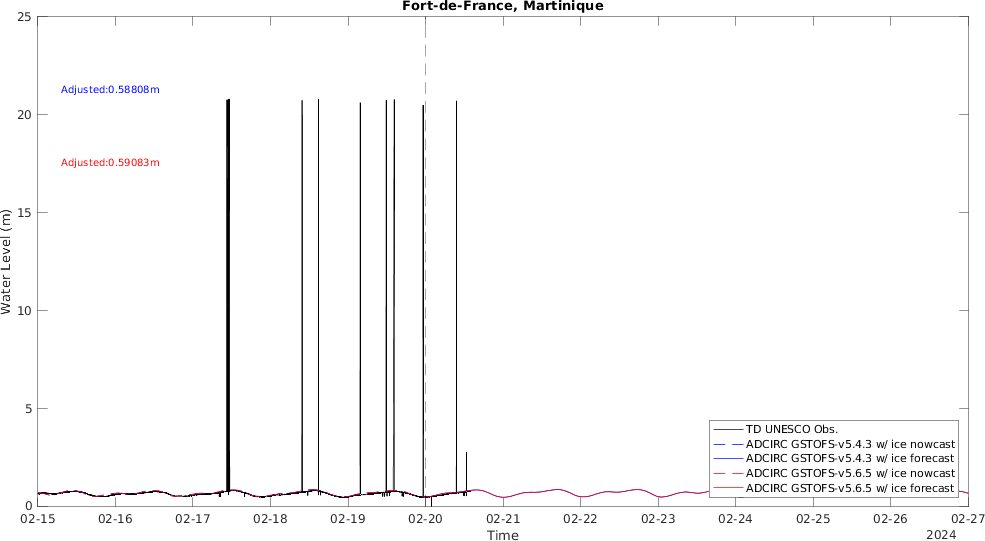 Fort-de-France, Martinique
25
20
15
10
5
0
Water Level (m)
Adjusted:0.58808m
Adjusted:0.59083m
TD UNESCO Obs.
ADCIRC GSTOFS-v5.4.3 w/ ice nowcast
ADCIRC GSTOFS-v5.4.3 w/ ice forecast
ADCIRC GSTOFS-v5.6.5 w/ ice nowcast
ADCIRC GSTOFS-v5.6.5 w/ ice forecast
02-15 02-16 02-17 02-18 02-19 02-20 02-21 02-22 02-23 02-24 02-25 02-26 02-27
Time
2024